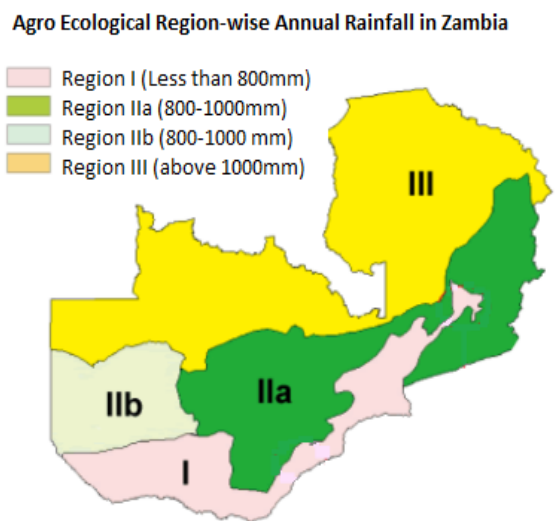 Agro Ecological Region-wise Annual Rainfall in Zambia
Region I (Less than 800mm)
Region IIa (800-1000mm)
Region IIb (800-1000 mm)
Region III (above 1000mm)
III
IIa
IIb
I